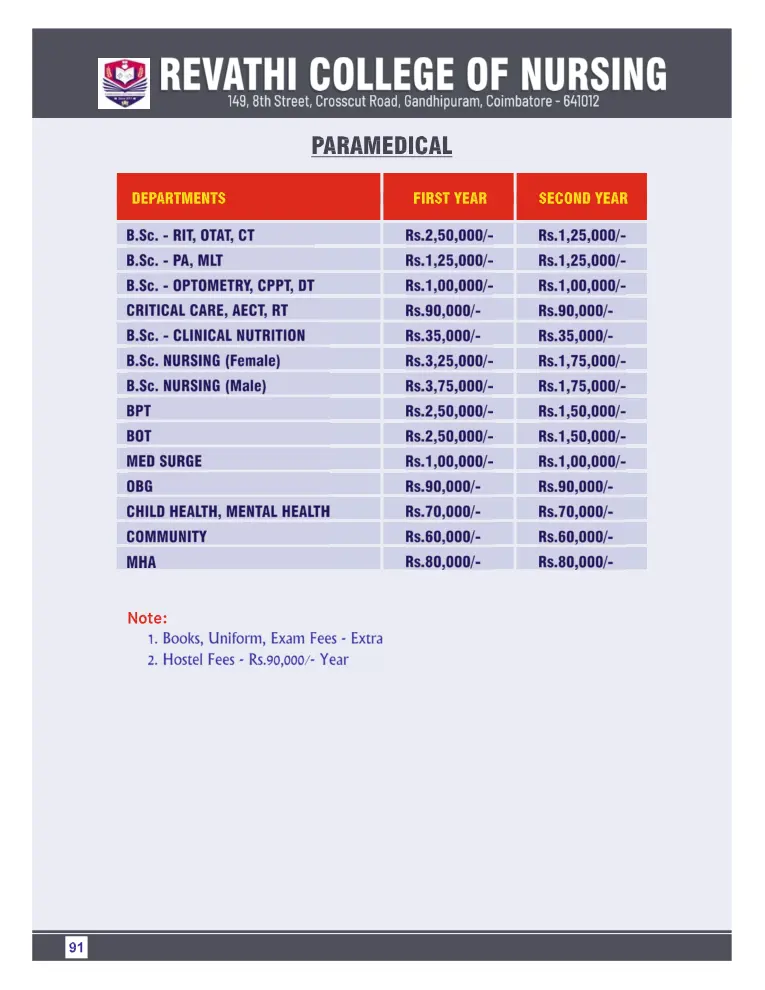 REVATHI COLLEGE OF NURSING
149, 8th Street, Crosscut Road, Gandhipuram, Coimbatore - 641012
PARAMEDICAL
DEPARTMENTS FIRST YEAR SECOND YEAR
B.Sc. - RIT, OTAT, CT Rs.2,50,000/- Rs.1,25,000/-
B.Sc. - PA, MLT Rs.1,25,000/- Rs.1,25,000/-
B.Sc. - OPTOMETRY, CPPT, DT Rs.1,00,000/- Rs.1,00,000/-
CRITICAL CARE, AECT, RT Rs.90,000/- Rs.90,000/-
B.Sc. - CLINICAL NUTRITION Rs.35,000/- Rs.35,000/-
B.Sc. NURSING (Female) Rs.3,25,000/- Rs.1,75,000/-
B.Sc. NURSING (Male) Rs.3,75,000/- Rs.1,75,000/-
BPT Rs.2,50,000/- Rs.1,50,000/-
BOT Rs.2,50,000/- Rs.1,50,000/-
MED SURGE Rs.1,00,000/- Rs.1,00,000/-
OBG Rs.90,000/- Rs.90,000/-
CHILD HEALTH, MENTAL HEALTH Rs.70,000/- Rs.70,000/-
COMMUNITY Rs.60,000/- Rs.60,000/-
MHA Rs.80,000/- Rs.80,000/-
Note:
1. Books, Uniform, Exam Fees - Extra
2. Hostel Fees - Rs.90,000/- Year
91